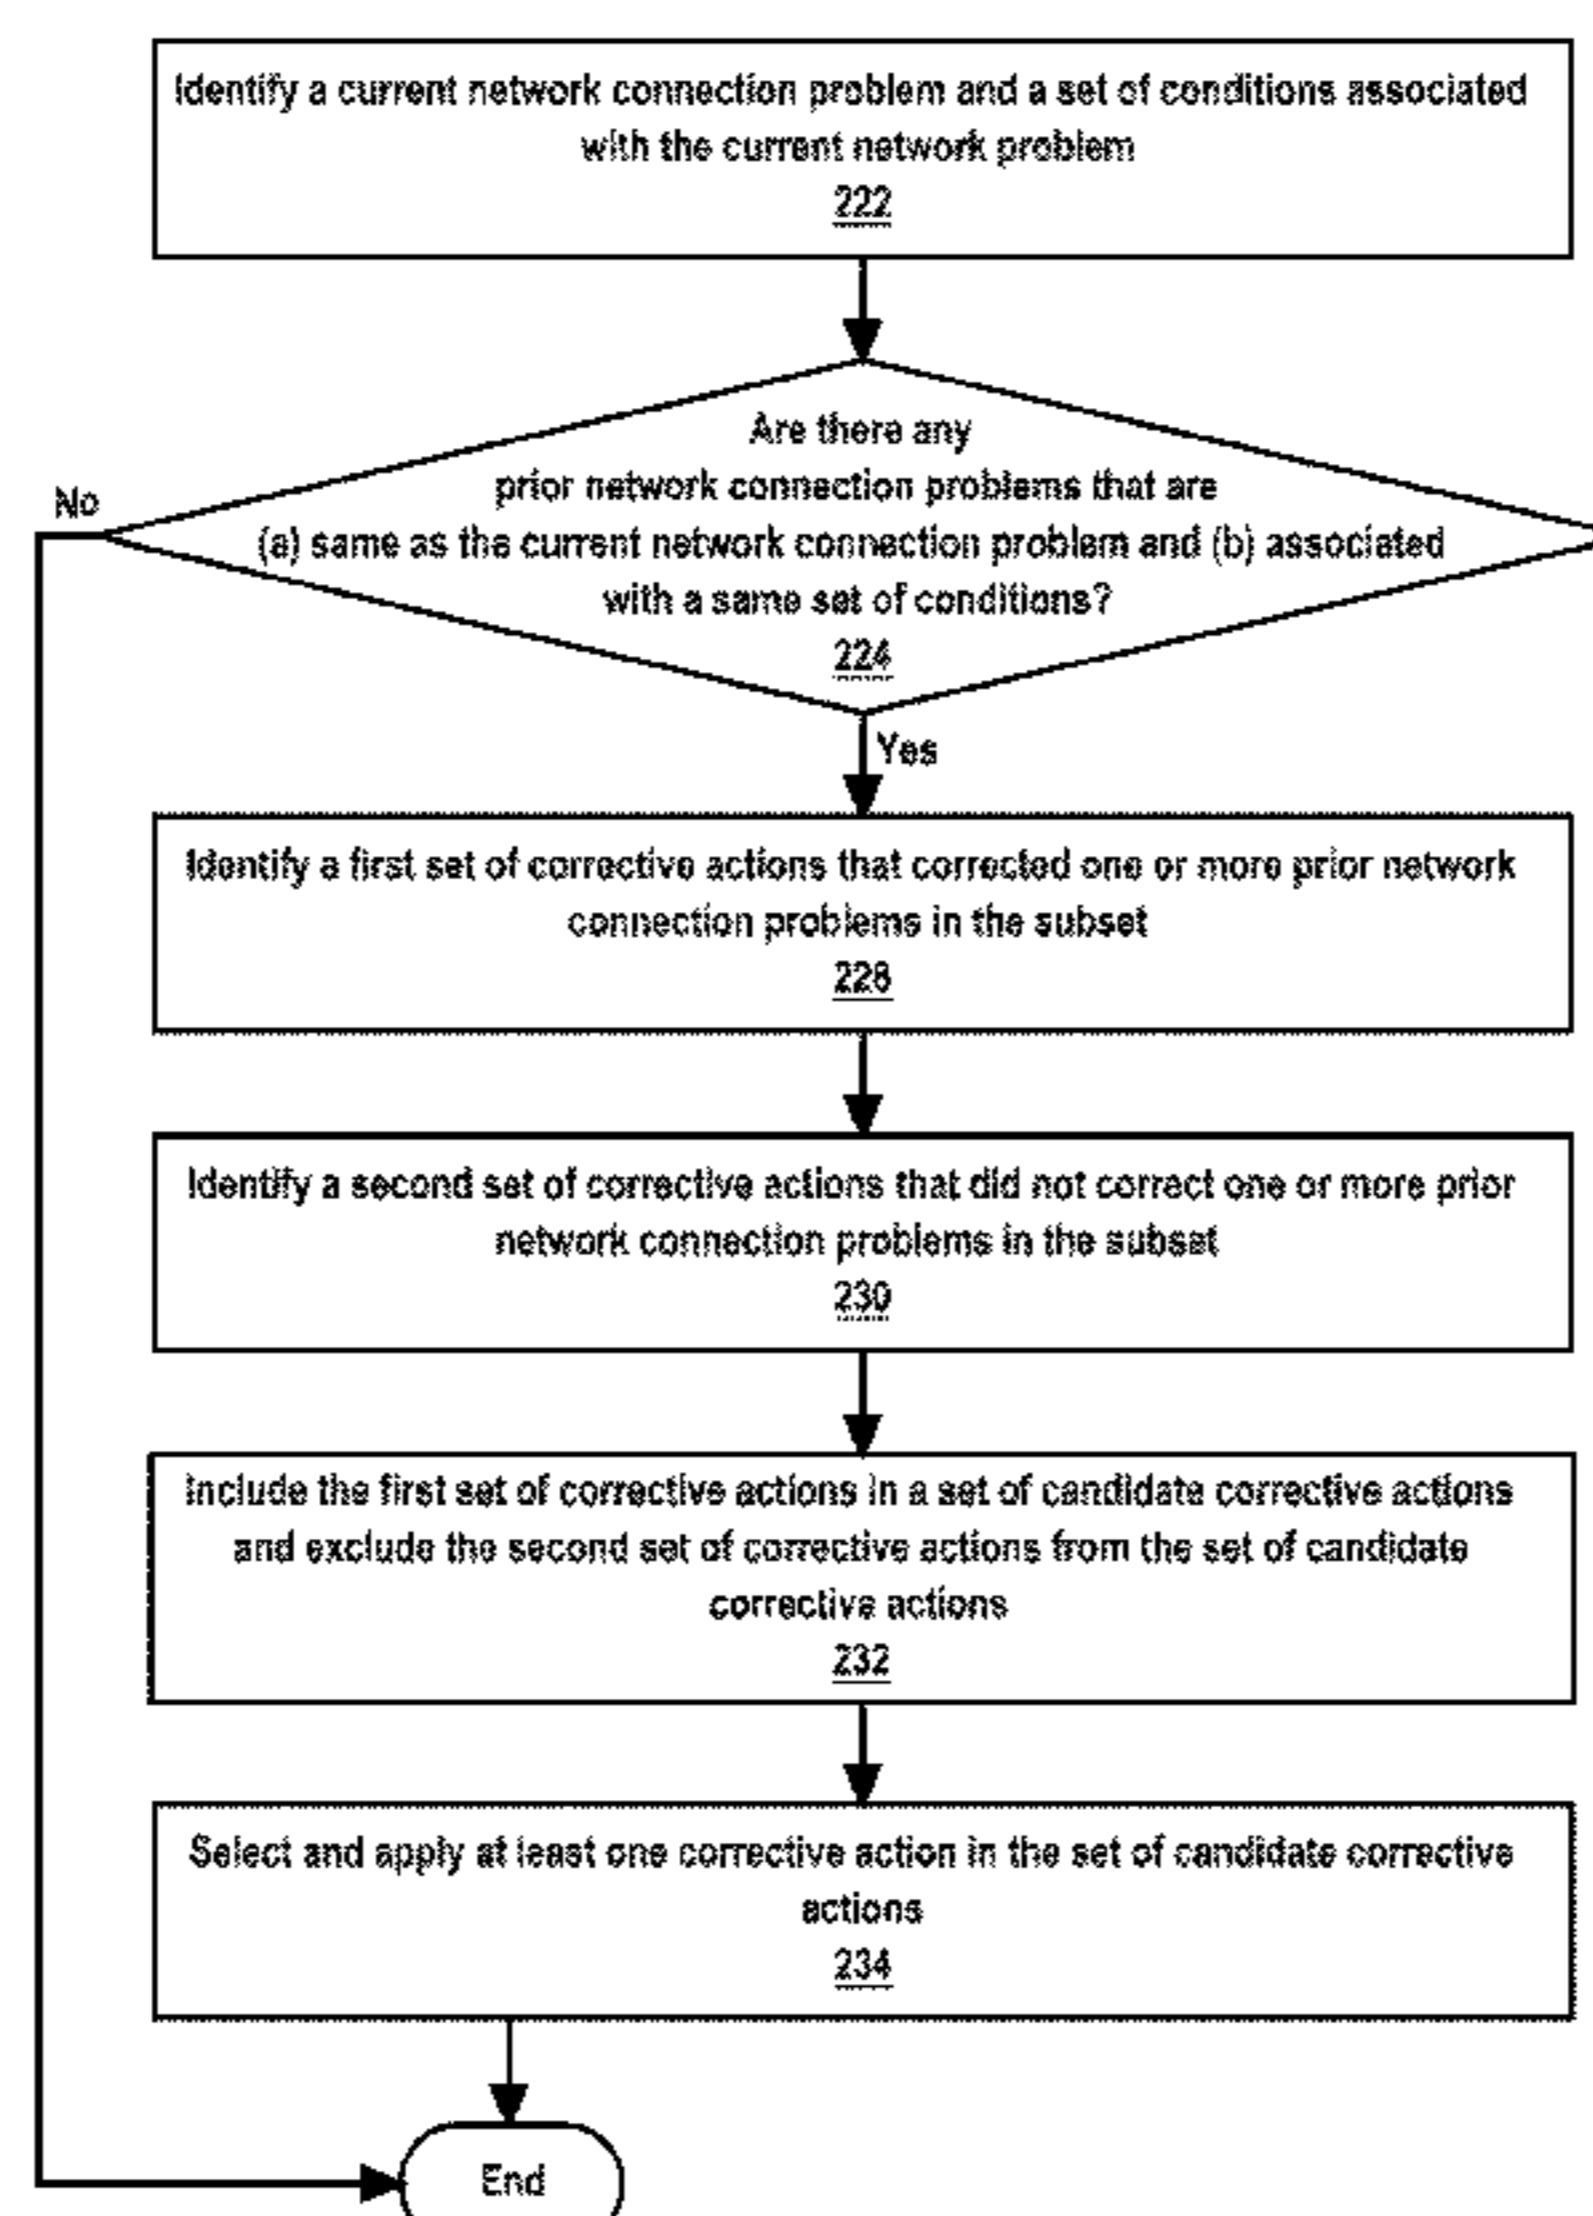 Identify a current network connection problem and a set of conditions associated
with the current network problem
222
Are there any
prior network connection problems that are
No
(a) same as the current network connection problem and (b) associated
with a same set of conditions?
224
Yes
Identify a first set of corrective actions that corrected one or more prior network
connection problems in the subset
228
Identify a second set of corrective actions that did not correct one or more prior
network connection problems in the subset
230
Include the first set of corrective actions in a set of candidate corrective actions
and exclude the second set of corrective actions from the set of candidate
corrective actions
232
Select and apply at least one corrective action in the set of candidate corrective
actions
234
End